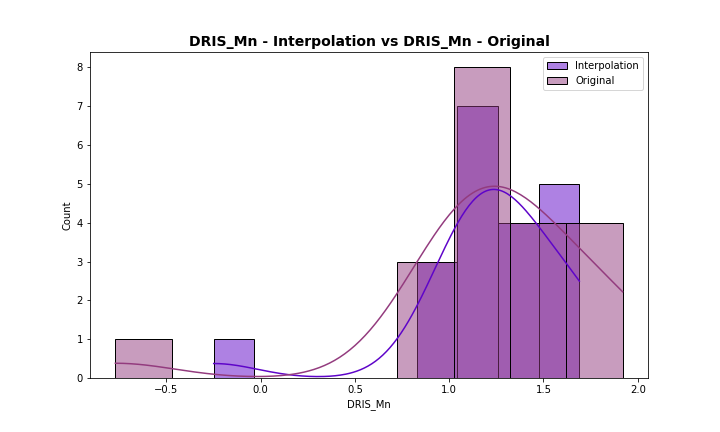 DRIS_Mn - Interpolation vs DRIS_Mn - Original
Interpolation
Original
8
7
6
5
4
3
2
1
0
Count
−0.5 0.0 0.5 1.0 1.5 2.0
DRIS_Mn